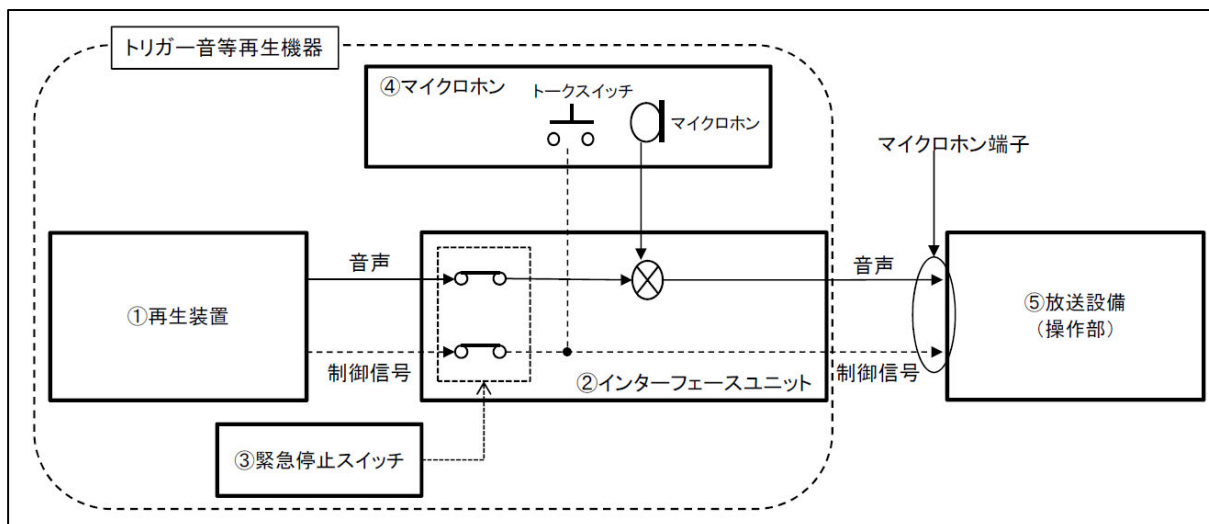 トリガー音等再生機器
④マイクロホン
トークスイッチ
マイクロホン
マイクロホン端子
①再生装置
音声
制御信号
②インターフェースユニット
音声
制御信号
⑤放送設備
(操作部)
③緊急停止スイッチ